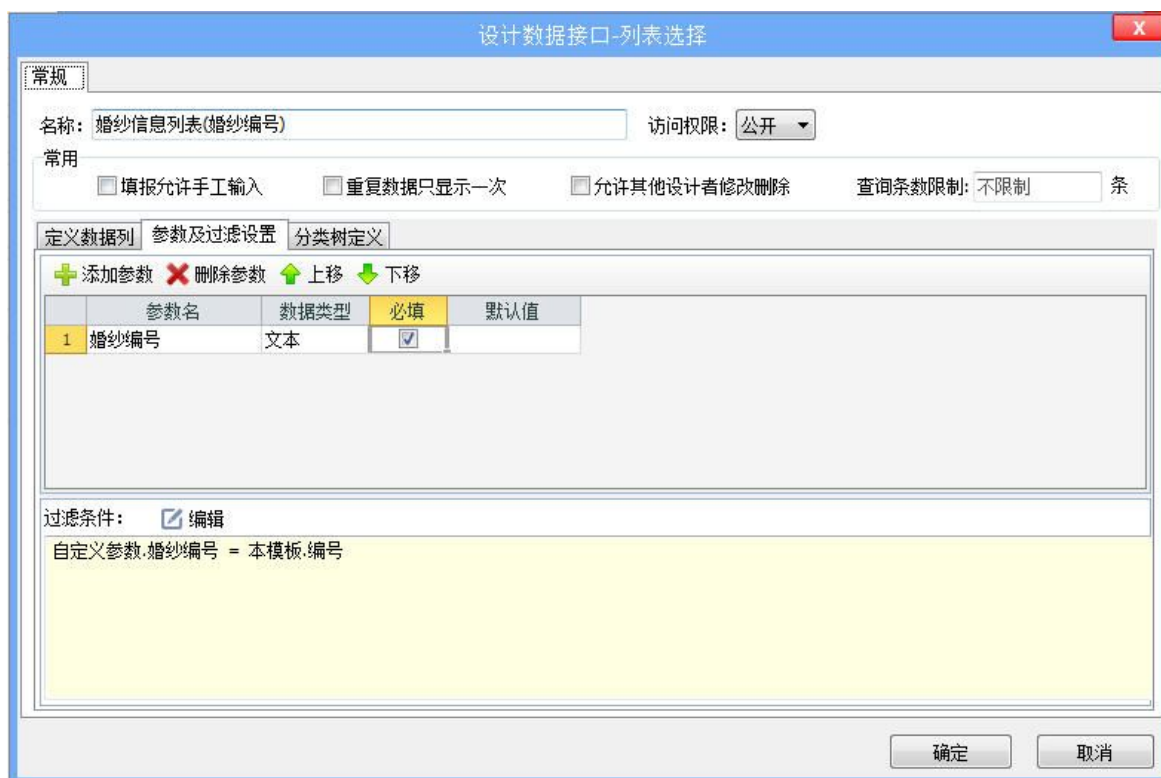 设计数据接口-列表选择
X
常规
名称: 婚纱信息列表(婚纱编号) 访问权限: 公开
常用
填报允许手工输入 重复数据只显示一次 允许其他设计者修改删除 查询条数限制: 不限制 条
定义数据列 参数及过滤设置 分类树定义
添加参数 删除参数 上移 下移
参数名 数据类型 必填 默认值
1 婚纱编号 文本
过滤条件: 编辑
自定义参数.婚纱编号 = 本模板.编号
确定 取消